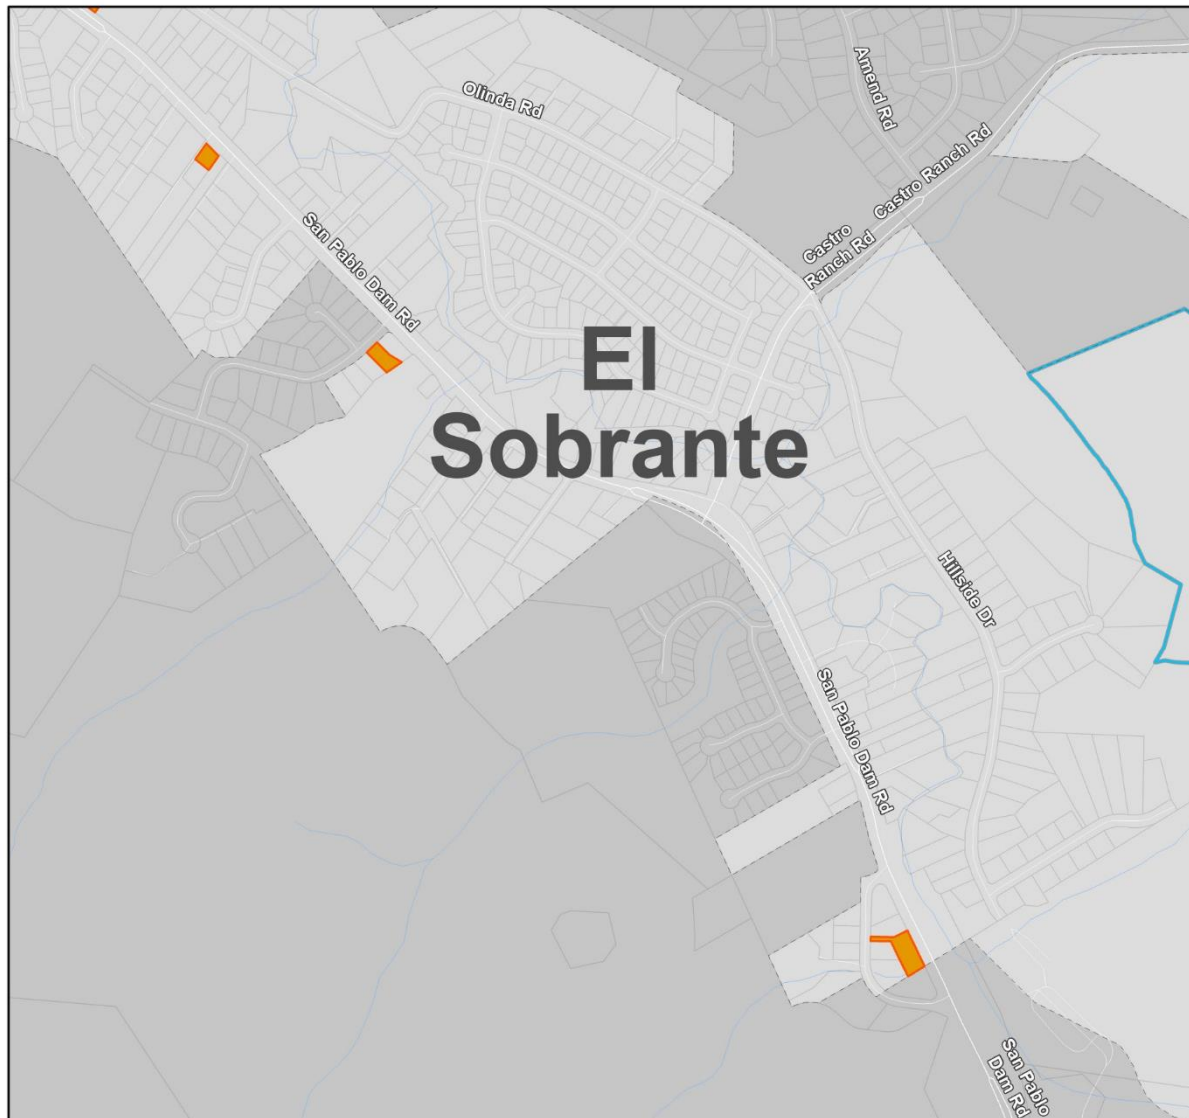 Amend Rd
Olinda Rd
Castro Ranch Rd
Castro
Ranch Rd
San Pablo Dam Rd
El
Sobrante
Hillside Dr
San Pablo Dam Rd
San Pablo
Dam Rd